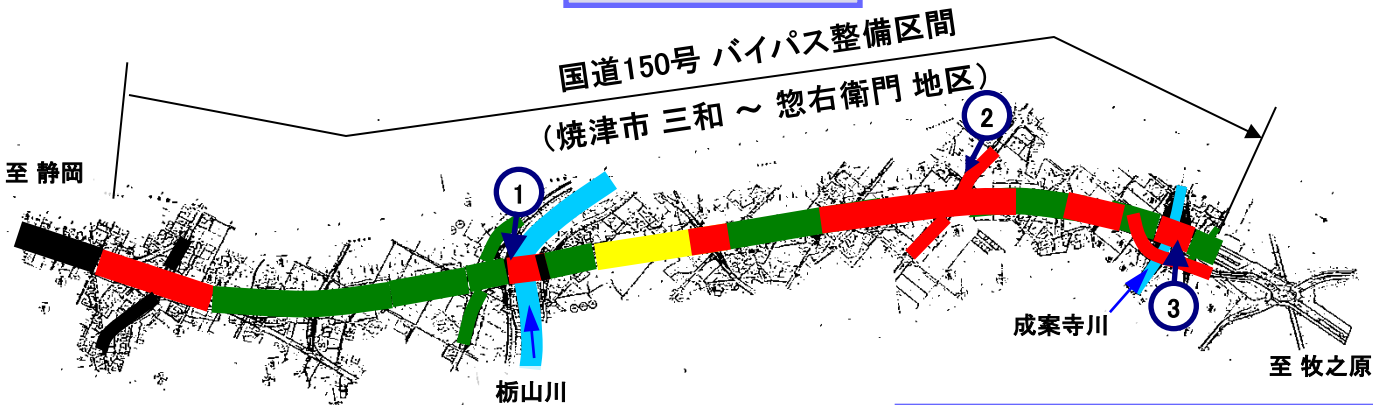 国道150号 バイパス整備区間
(焼津市 三和 ～ 惣右衛門 地区)
至 静岡
①
②
③
栃山川
成案寺川
至 牧之原